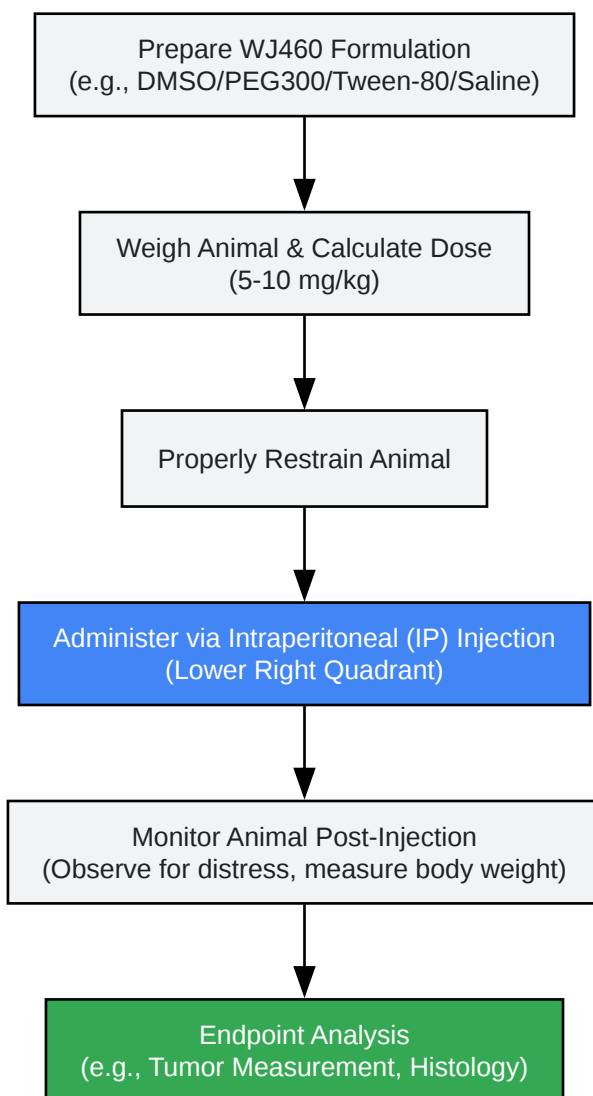 Prepare WJ460 Formulation
(e.g., DMSO/PEG300/Tween-80/Saline)
Weigh Animal & Calculate Dose
(5-10 mg/kg)
Properly Restrain Animal
Administer via Intraperitoneal (IP) Injection
(Lower Right Quadrant)
Monitor Animal Post-Injection
(Observe for distress, measure body weight)
Endpoint Analysis
(e.g., Tumor Measurement, Histology)